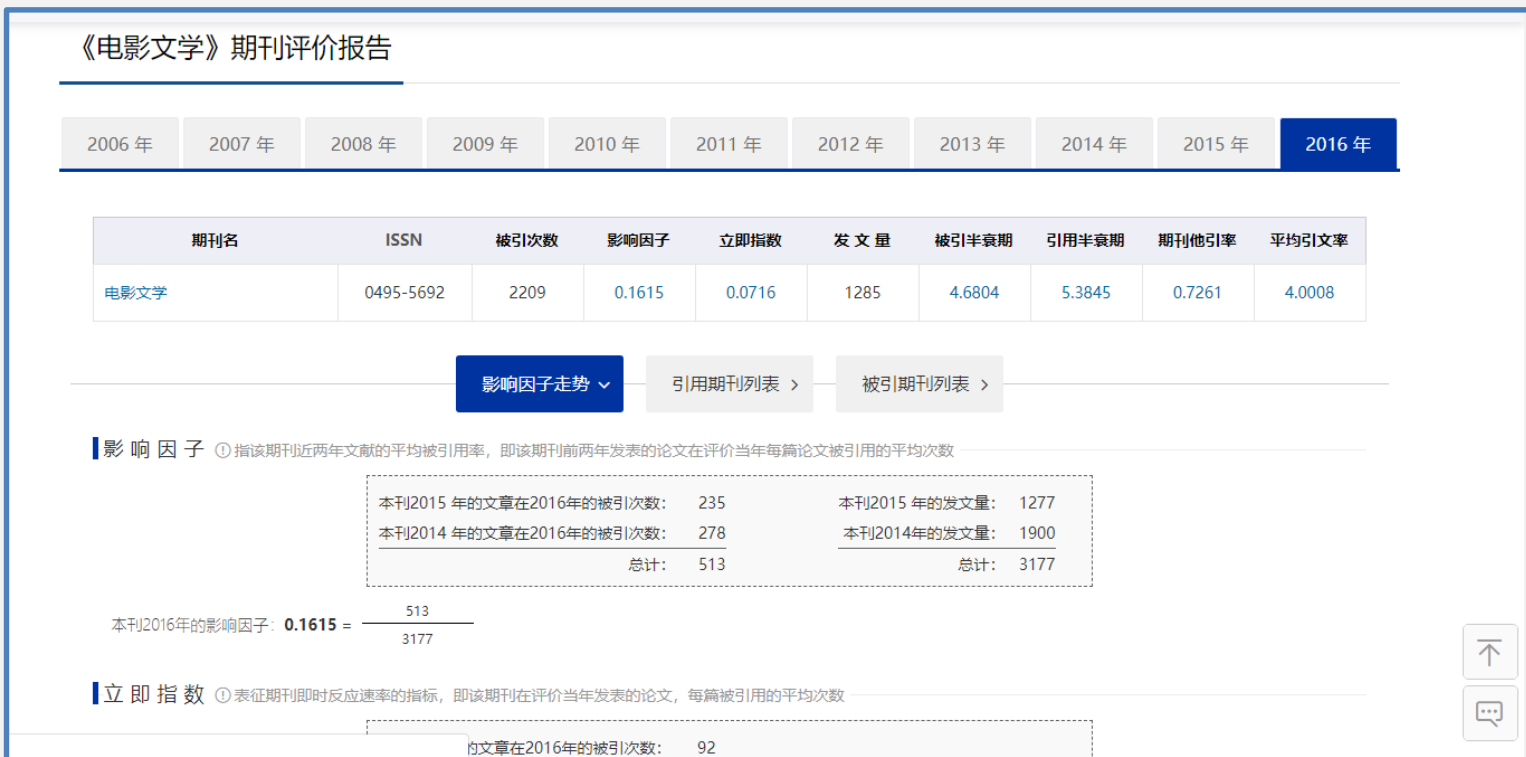 《电影文学》期刊评价报告
2006 年 2007 年 2008 年 2009 年 2010 年 2011 年 2012 年 2013 年 2014 年 2015 年 2016 年
期刊名 ISSN 被引次数 影响因子 立即指数 发 文 量 被引半衰期 引用半衰期 期刊他引率 平均引文率
电影文学 0495-5692 2209 0.1615 0.0716 1285 4.6804 5.3845 0.7261 4.0008
影响因子走势 引用期刊列表 被引期刊列表
影 响 因 子 指该期刊近两年文献的平均被引用率，即该期刊前两年发表的论文在评价当年每篇论文被引用的平均次数
本刊2015 年的文章在2016年的被引次数： 235 本刊2015 年的发文量： 1277
本刊2014 年的文章在2016年的被引次数： 278 本刊2014年的发文量： 1900
总计： 513 总计： 3177
本刊2016年的影响因子：0.1615 = 513
3177
立 即 指 数 表征期刊即时反应速率的指标，即该期刊在评价当年发表的论文，每篇被引用的平均次数
的文章在2016年的被引次数： 92